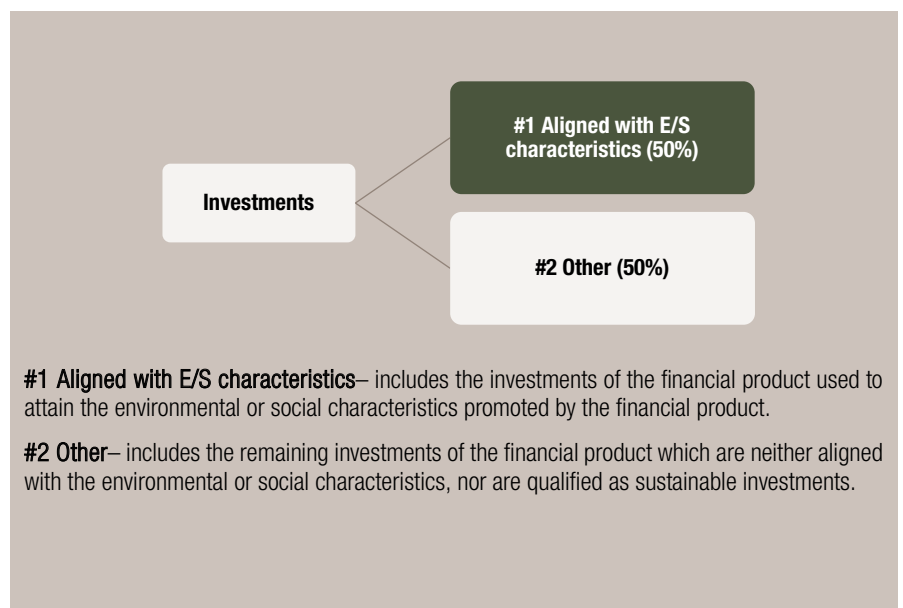 #1 Aligned with E/S
characteristics (50%)
Investments
#2 Other (50%)
#1 Aligned with E/S characteristics– includes the investments of the financial product used to
attain the environmental or social characteristics promoted by the financial product.
#2 Other– includes the remaining investments of the financial product which are neither aligned
with the environmental or social characteristics, nor are qualified as sustainable investments.